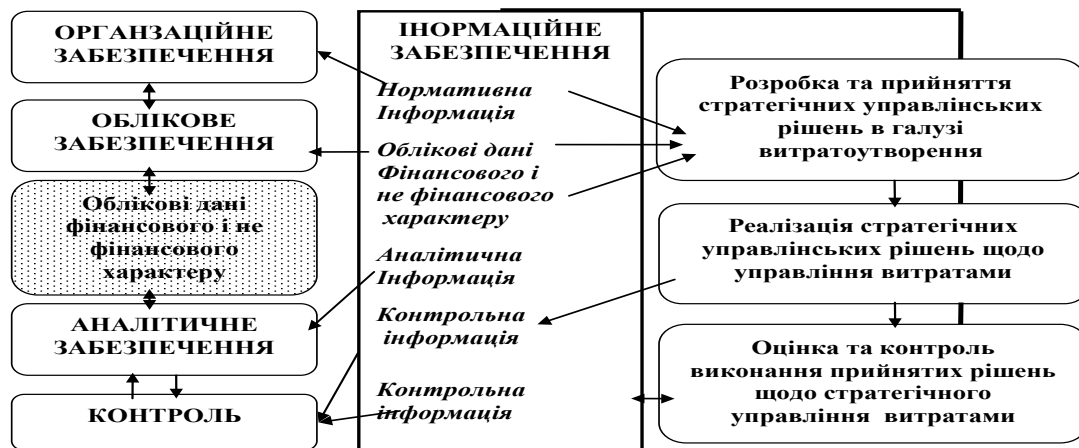 ОРГАНЗАЦІЙНЕ
ЗАБЕЗПЕЧЕННЯ
ОБЛІКОВЕ
ЗАБЕЗПЕЧЕННЯ
Облікові дані
фінансового і не
фінансового
характеру
АНАЛІТИЧНЕ
ЗАБЕЗПЕЧЕННЯ
КОНТРОЛЬ
ІНОРМАЦІЙНЕ
ЗАБЕЗПЕЧЕННЯ
Нормативна
Інформація
Облікові дані
Фінансового і
не фінансового
характеру
Аналітична
Інформація
Контрольна
інформація
Контрольна
інформація
Розробка та прийняття
стратегічних управлінських
рішень в галузі
витратоутворення
Реалізація стратегічних
управлінських рішень щодо
управління витратами
Оцінка та контроль
виконання прийнятих рішень
щодо стратегічного
управління витратами